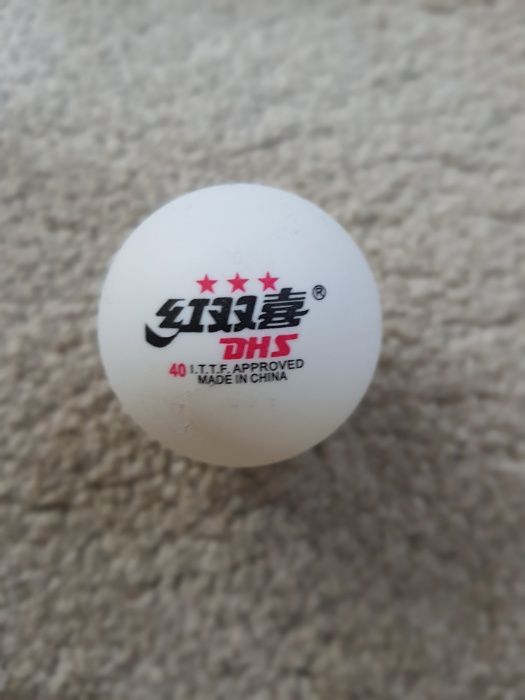 ★★★
红双喜®
DHS
40 I.T.T.F. APPROVED
MADE IN CHINA